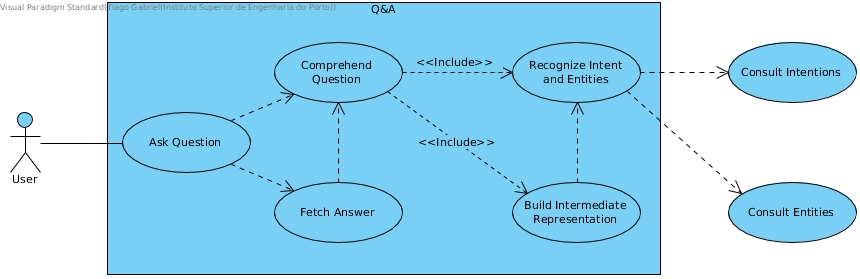 Visual Paradigm Standard(Tiago Gabriel(Instituto Superior de Engenharia do Porto))
Q&A
Comprehend
Question
<<Include>>
Recognize Intent
and Entities
Consult Intentions
Ask Question
<<Include>>
User
Fetch Answer
Build Intermediate
Representation
Consult Entities